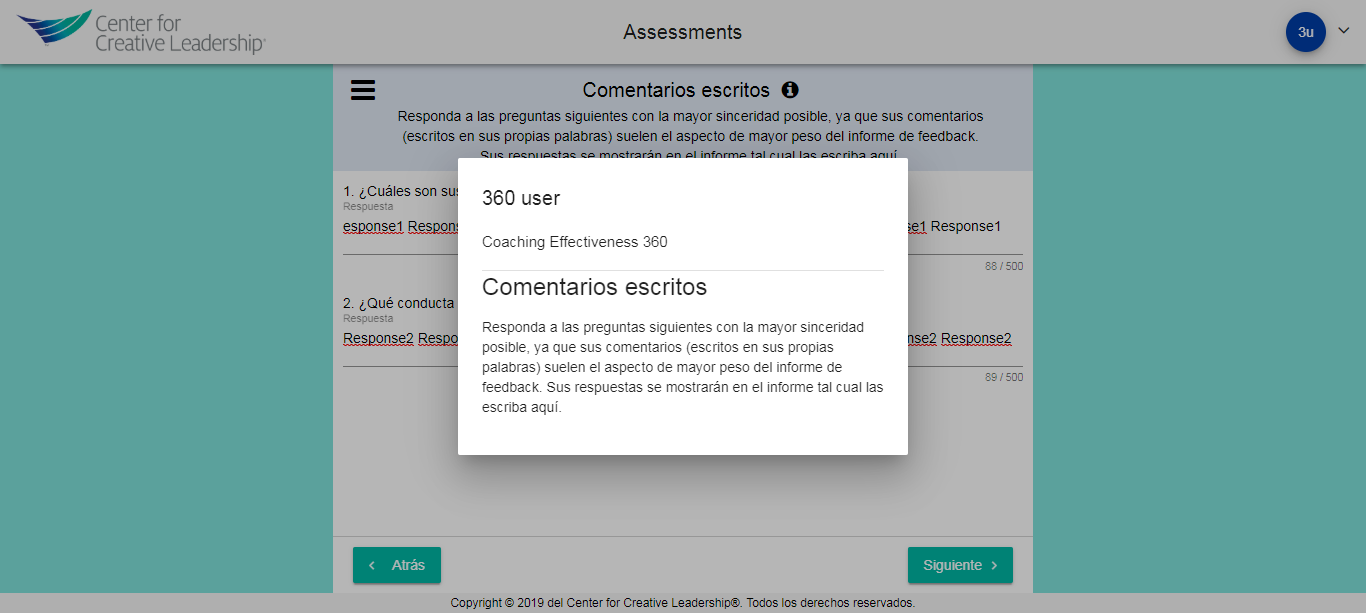 Center for
Creative Leadership®
Assessments
3u
Comentarios escritos
Responda a las preguntas siguientes con la mayor sinceridad posible, ya que sus comentarios
(escritos en sus propias palabras) suelen el aspecto de mayor peso del informe de feedback.
Sus respuestas se mostrarán en el informe tal cual las escriba aquí.
1. ¿Cuáles son sus
Respuesta
esponse1 Respons
se1 Response1
88 / 500
2. ¿Qué conducta
Respuesta
Response2 Respo
nse2 Response2
89 / 500
360 user
Coaching Effectiveness 360
Comentarios escritos
Responda a las preguntas siguientes con la mayor sinceridad
posible, ya que sus comentarios (escritos en sus propias
palabras) suelen el aspecto de mayor peso del informe de
feedback. Sus respuestas se mostrarán en el informe tal cual las
escriba aquí.
Atrás
Siguiente
Copyright © 2019 del Center for Creative Leadership®. Todos los derechos reservados.